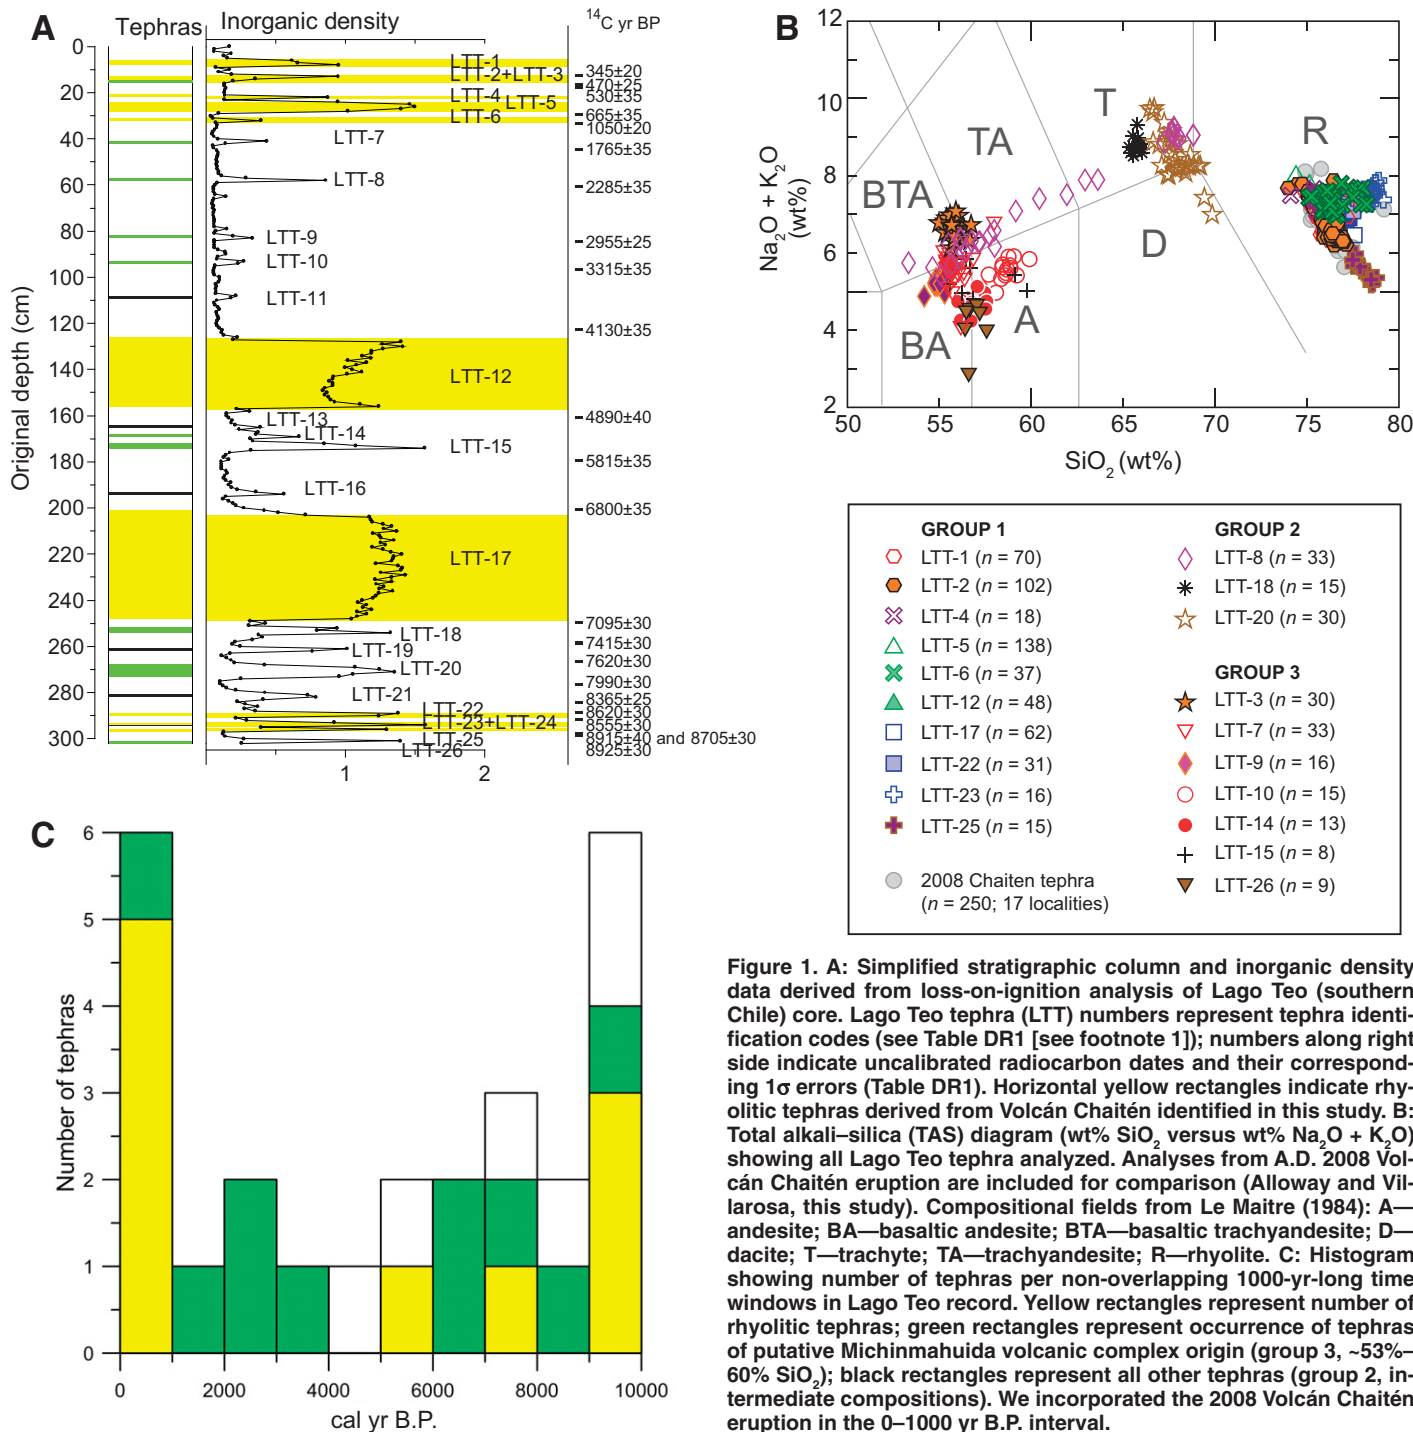 A
Tephras
Inorganic density
14C yr BP
Original depth (cm)
0
20
40
60
80
100
120
140
160
180
200
220
240
260
280
300
LTT-1
LTT-2+LTT-3
LTT-4
LTT-5
LTT-6
LTT-7
LTT-8
LTT-9
LTT-10
LTT-11
LTT-12
LTT-13
LTT-14
LTT-15
LTT-16
LTT-17
LTT-18
LTT-19
LTT-20
LTT-21
LTT-22
LTT-23+LTT-24
LTT-25
LTT-26
345±20
470±25
530±35
665±35
1050±20
1765±35
2285±35
2955±25
3315±35
4130±35
4890±40
5815±35
6800±35
7095±30
7415±30
7620±30
7990±30
8365±25
8620±30
8555±30
8915±40 and 8705±30
8925±30
1
2
B
Na2O + K2O
(wt%)
12
10
8
6
4
2
50
55
60
65
70
75
80
SiO2 (wt%)
T
R
TA
BTA
D
A
BA
GROUP 1
LTT-1 (n = 70)
LTT-2 (n = 102)
LTT-4 (n = 18)
LTT-5 (n = 138)
LTT-6 (n = 37)
LTT-12 (n = 48)
LTT-17 (n = 62)
LTT-22 (n = 31)
LTT-23 (n = 16)
LTT-25 (n = 15)
2008 Chaiten tephra
(n = 250; 17 localities)
GROUP 2
LTT-8 (n = 33)
LTT-18 (n = 15)
LTT-20 (n = 30)
GROUP 3
LTT-3 (n = 30)
LTT-7 (n = 33)
LTT-9 (n = 16)
LTT-10 (n = 15)
LTT-14 (n = 13)
LTT-15 (n = 8)
LTT-26 (n = 9)
C
Number of tephras
6
5
4
3
2
1
0
0
2000
4000
6000
8000
10000
cal yr B.P.
Figure 1. A: Simplified stratigraphic column and inorganic density
data derived from loss-on-ignition analysis of Lago Teo (southern
Chile) core. Lago Teo tephra (LTT) numbers represent tephra identi-
fication codes (see Table DR1 [see footnote 1]); numbers along right
side indicate uncalibrated radiocarbon dates and their correspond-
ing 1σ errors (Table DR1). Horizontal yellow rectangles indicate rhy-
olitic tephras derived from Volcán Chaitén identified in this study. B:
Total alkali–silica (TAS) diagram (wt% SiO2 versus wt% Na2O + K2O)
showing all Lago Teo tephra analyzed. Analyses from A.D. 2008 Vol-
cán Chaitén eruption are included for comparison (Alloway and Vil-
larosa, this study). Compositional fields from Le Maitre (1984): A—
andesite; BA—basaltic andesite; BTA—basaltic trachyandesite; D—
dacite; T—trachyte; TA—trachyandesite; R—rhyolite. C: Histogram
showing number of tephras per non-overlapping 1000-yr-long time
windows in Lago Teo record. Yellow rectangles represent number of
rhyolitic tephras; green rectangles represent occurrence of tephras
of putative Michinmahuida volcanic complex origin (group 3, ~53%–
60% SiO2); black rectangles represent all other tephras (group 2, in-
termediate compositions). We incorporated the 2008 Volcán Chaitén
eruption in the 0–1000 yr B.P. interval.